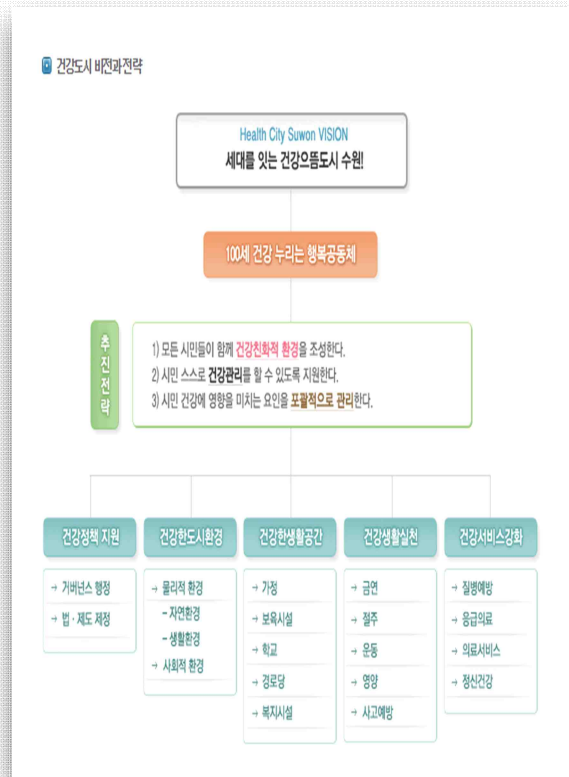 건강도시 비전과 전략
Health City Suwon VISION
세대를 잇는 건강으뜸도시 수원!
100세 건강 누리는 행복공동체
추진전략
1) 모든 시민들이 함께 건강친화적 환경을 조성한다.
2) 시민 스스로 건강관리를 할 수 있도록 지원한다.
3) 시민 건강에 영향을 미치는 요인을 포괄적으로 관리한다.
건강정책 지원
→ 거버넌스 행정
→ 법·제도 제정
건강한도시환경
→ 물리적 환경
- 자연환경
- 생활환경
→ 사회적 환경
건강한생활공간
→ 가정
→ 보육시설
→ 학교
→ 경로당
→ 복지시설
건강생활실천
→ 금연
→ 절주
→ 운동
→ 영양
→ 사고예방
건강서비스강화
→ 질병예방
→ 응급의료
→ 의료서비스
→ 정신건강